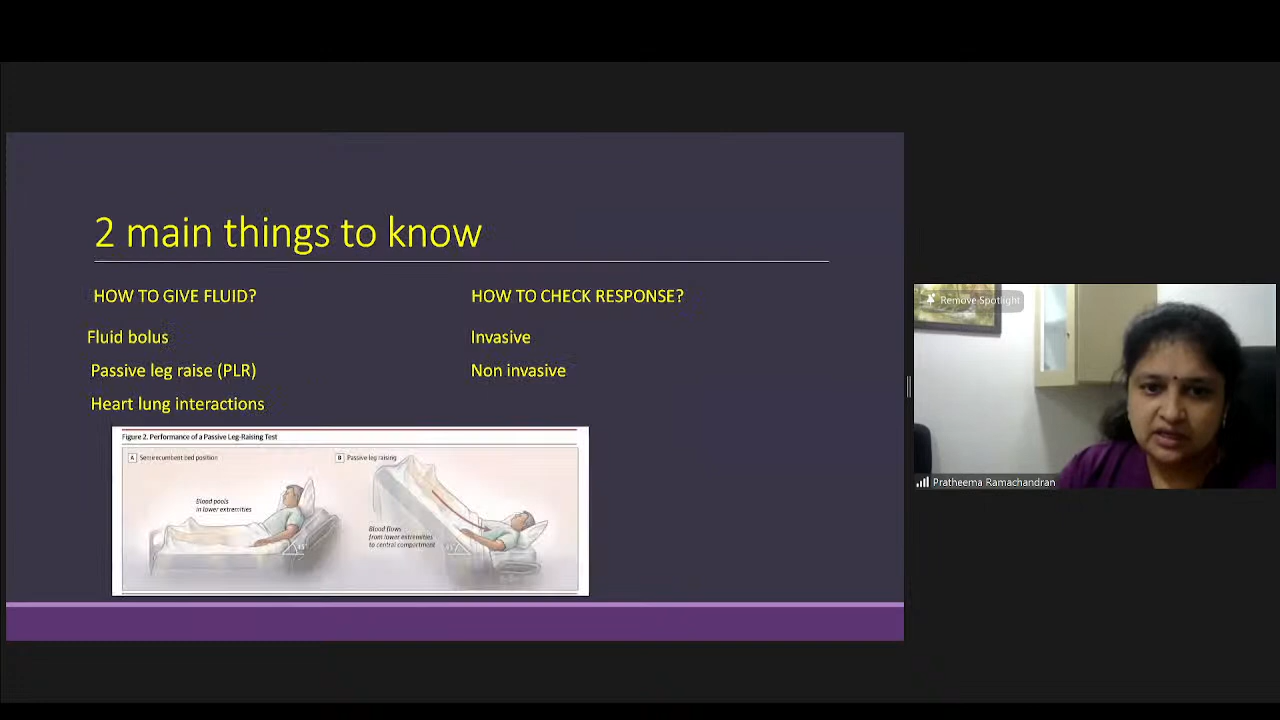 2 main things to know
HOW TO GIVE FLUID?
Fluid bolus
Passive leg raise (PLR)
Heart lung interactions
HOW TO CHECK RESPONSE?
Invasive
Non invasive
Figure 2. Performance of a Passive Leg-Raising Test
A Semirecumbent bed position
Blood pools
in lower extremities
B Passive leg raising
Blood flows
from lower extremities
to central compartment
Remove Spotlight
Pratheema Ramachandran